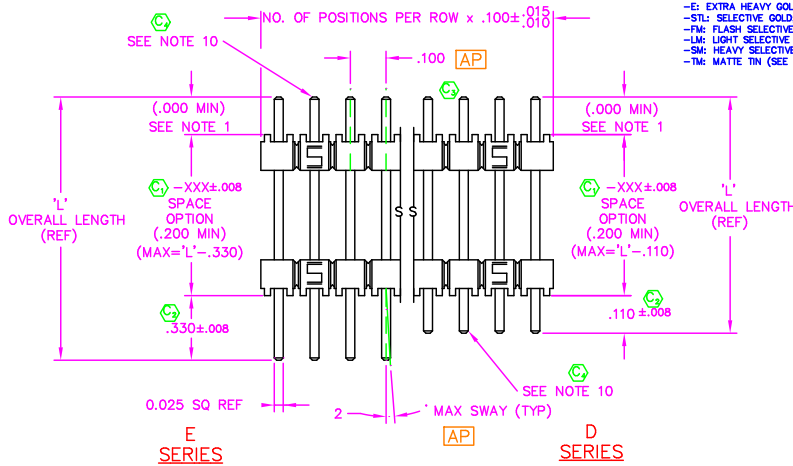 -E: EXTRA HEAVY GOL
-STL: SELECTIVE GOLD
-FM: FLASH SELECTIVE
-LM: LIGHT SELECTIVE
-SM: HEAVY SELECTIVE
-TM: MATTE TIN (SEE
NO. OF POSITIONS PER ROW x .100±.015
.010
C4
SEE NOTE 10
.100 AP
C3
(.000 MIN)
SEE NOTE 1
(.000 MIN)
SEE NOTE 1
S
S
C1 -XXX±.008
SPACE
OPTION
(.200 MIN)
(MAX='L'-.330)
'L'
OVERALL LENGTH
(REF)
S S
C1 -XXX±.008
SPACE
OPTION
(.200 MIN)
(MAX='L'-.110)
'L'
OVERALL LENGTH
(REF)
S
S
C2
.330±.008
C2
.110±.008
C4
SEE NOTE 10
0.025 SQ REF
2 ° MAX SWAY (TYP)
AP
E
SERIES
D
SERIES